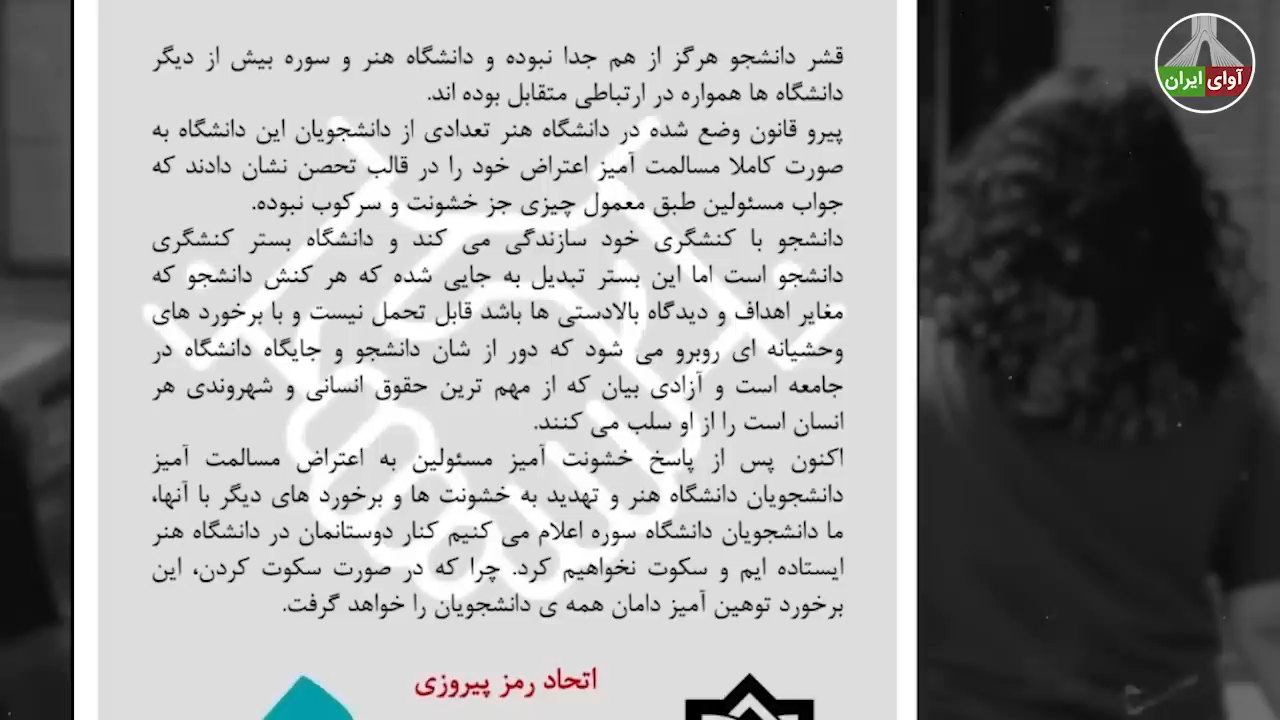 آوای ایران
قشر دانشجو هرگز از هم جدا نبوده و دانشگاه هنر و سوره بیش از دیگر
دانشگاه ها همواره در ارتباطی متقابل بوده اند.
پیرو قانون وضع شده در دانشگاه هنر تعدادی از دانشجویان این دانشگاه به
صورت کاملا مسالمت آمیز اعتراض خود را در قالب تحصن نشان دادند که
جواب مسئولین طبق معمول چیزی جز خشونت و سرکوب نبوده.
دانشجو با کنشگری خود سازندگی می کند و دانشگاه بستر کنشگری
دانشجو است اما این بستر تبدیل به جایی شده که هر کنش دانشجو که
مغایر اهداف و دیدگاه بالادستی ها باشد قابل تحمل نیست و با برخورد های
وحشیانه ای روبرو می شود که دور از شان دانشجو و جایگاه دانشگاه در
جامعه است و آزادی بیان که از مهم ترین حقوق انسانی و شهروندی هر
انسان است را از او سلب می کنند.
اکنون پس از پاسخ خشونت آمیز مسئولین به اعتراض مسالمت آمیز
دانشجویان دانشگاه هنر و تهدید به خشونت ها و برخورد های دیگر با آنها،
ما دانشجویان دانشگاه سوره اعلام می کنیم کنار دوستانمان در دانشگاه هنر
ایستاده ایم و سکوت نخواهیم کرد. چرا که در صورت سکوت کردن، این
برخورد توهین آمیز دامان همه ی دانشجویان را خواهد گرفت.
اتحاد رمز پیروزی